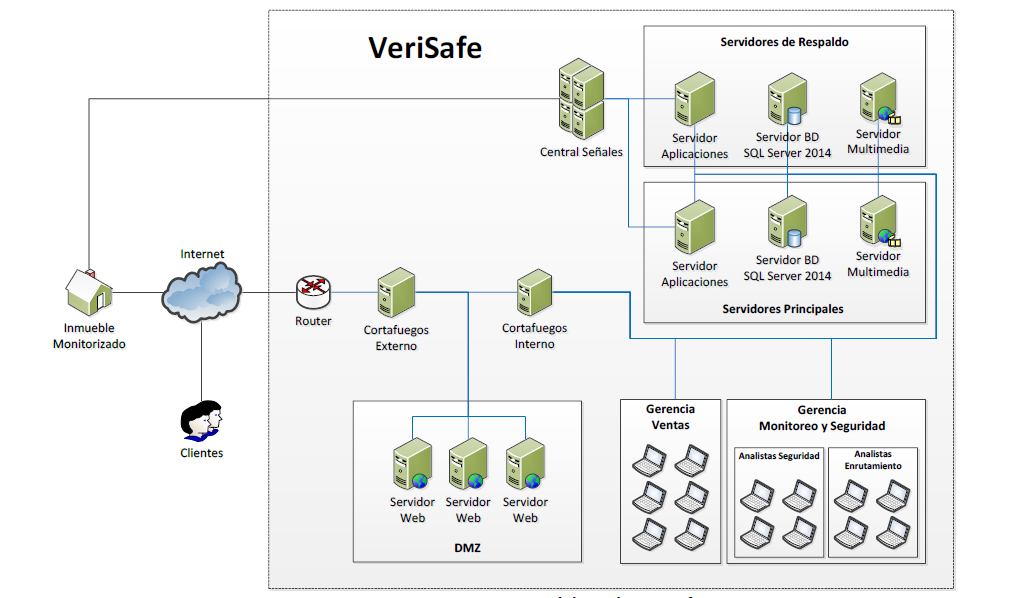 VeriSafe
Servidores de Respaldo
Central Señales
Servidor
Aplicaciones
Servidor BD
SQL Server 2014
Servidor
Multimedia
Servidor
Aplicaciones
Servidor BD
SQL Server 2014
Servidor
Multimedia
Servidores Principales
Internet
Inmueble
Monitorizado
Router
Cortafuegos
Externo
Cortafuegos
Interno
Clientes
Servidor
Web
Servidor
Web
Servidor
Web
DMZ
Gerencia
Ventas
Gerencia
Monitoreo y Seguridad
Analistas Seguridad
Analistas
Enrutamiento